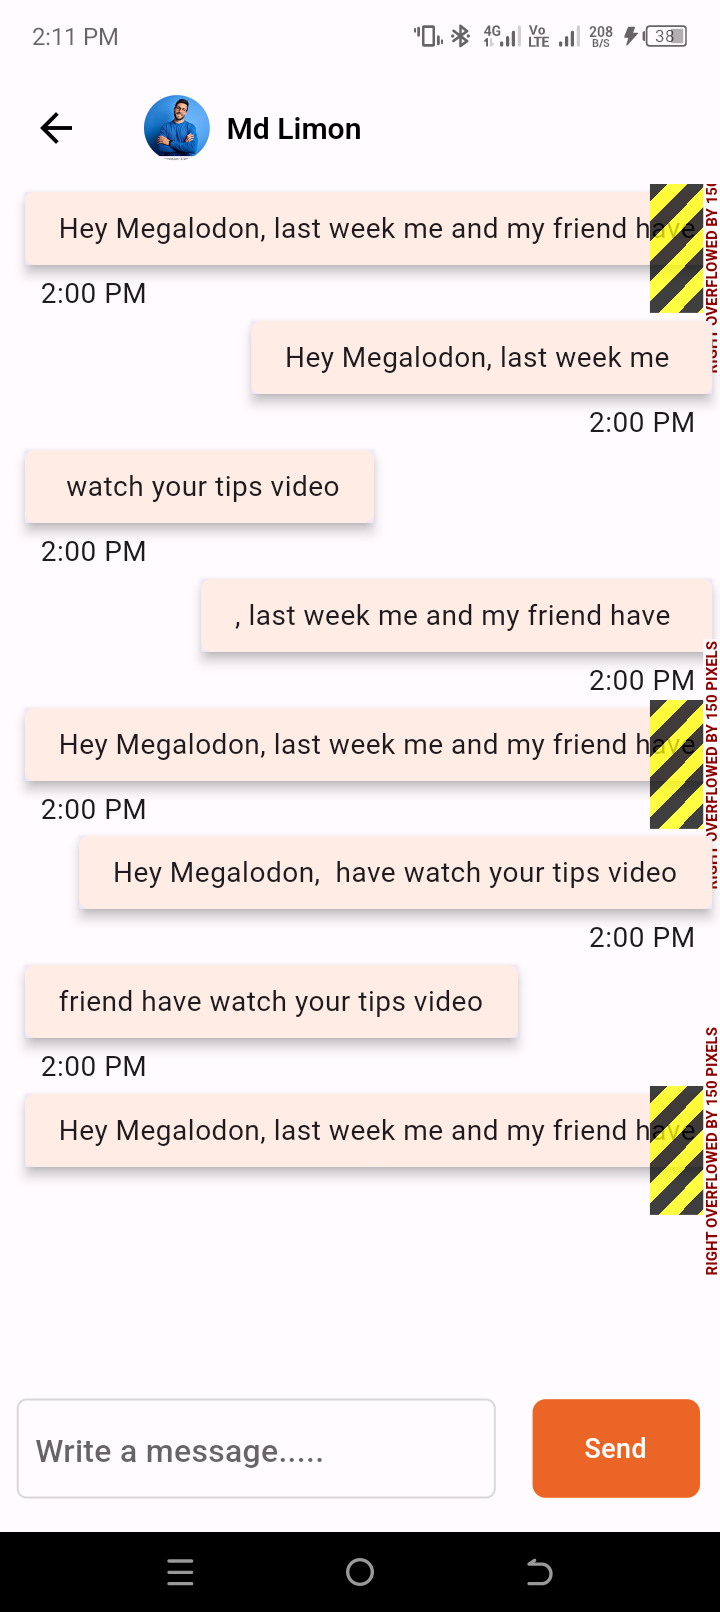 2:11 PM
4G
Vo
LTE
208
B/S
38
Md Limon
Hey Megalodon, last week me and my friend have
2:00 PM
RIGHT OVERFLOWED BY 150
Hey Megalodon, last week me
2:00 PM
watch your tips video
2:00 PM
, last week me and my friend have
2:00 PM
RIGHT OVERFLOWED BY 150 PIXELS
Hey Megalodon, last week me and my friend have
2:00 PM
Hey Megalodon,  have watch your tips video
2:00 PM
friend have watch your tips video
2:00 PM
RIGHT OVERFLOWED BY 150 PIXELS
Hey Megalodon, last week me and my friend have
Write a message.....
Send